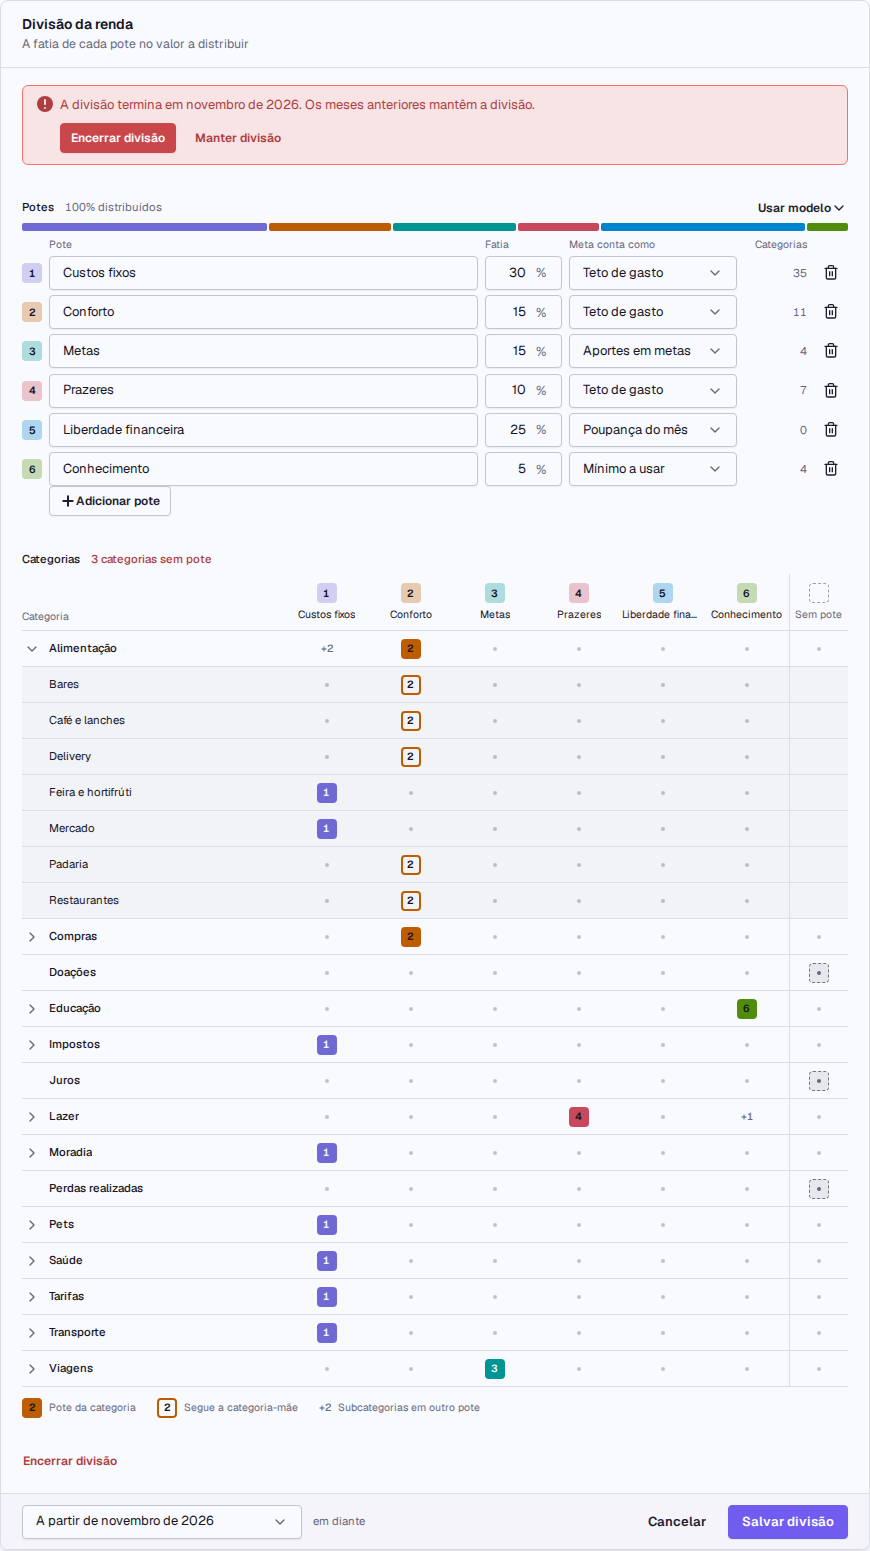 Divisão da renda
A fatia de cada pote no valor a distribuir
A divisão termina em novembro de 2026. Os meses anteriores mantêm a divisão.
Encerrar divisão Manter divisão
Potes 100% distribuídos Usar modelo
Pote Fatia Meta conta como Categorias
1 Custos fixos 30 % Teto de gasto 35
2 Conforto 15 % Teto de gasto 11
3 Metas 15 % Aportes em metas 4
4 Prazeres 10 % Teto de gasto 7
5 Liberdade financeira 25 % Poupança do mês 0
6 Conhecimento 5 % Mínimo a usar 4
Adicionar pote
Categorias 3 categorias sem pote
1 2 3 4 5 6
Categoria Custos fixos Conforto Metas Prazeres Liberdade fina... Conhecimento Sem pote
Alimentação +2 2
Bares 2
Café e lanches 2
Delivery 2
Feira e hortifrúti 1
Mercado 1
Padaria 2
Restaurantes 2
Compras 2
Doações
Educação 6
Impostos 1
Juros
Lazer 4 +1
Moradia 1
Perdas realizadas
Pets 1
Saúde 1
Tarifas 1
Transporte 1
Viagens 3
2 Pote da categoria 2 Segue a categoria-mãe +2 Subcategorias em outro pote
Encerrar divisão
A partir de novembro de 2026 em diante Cancelar Salvar divisão